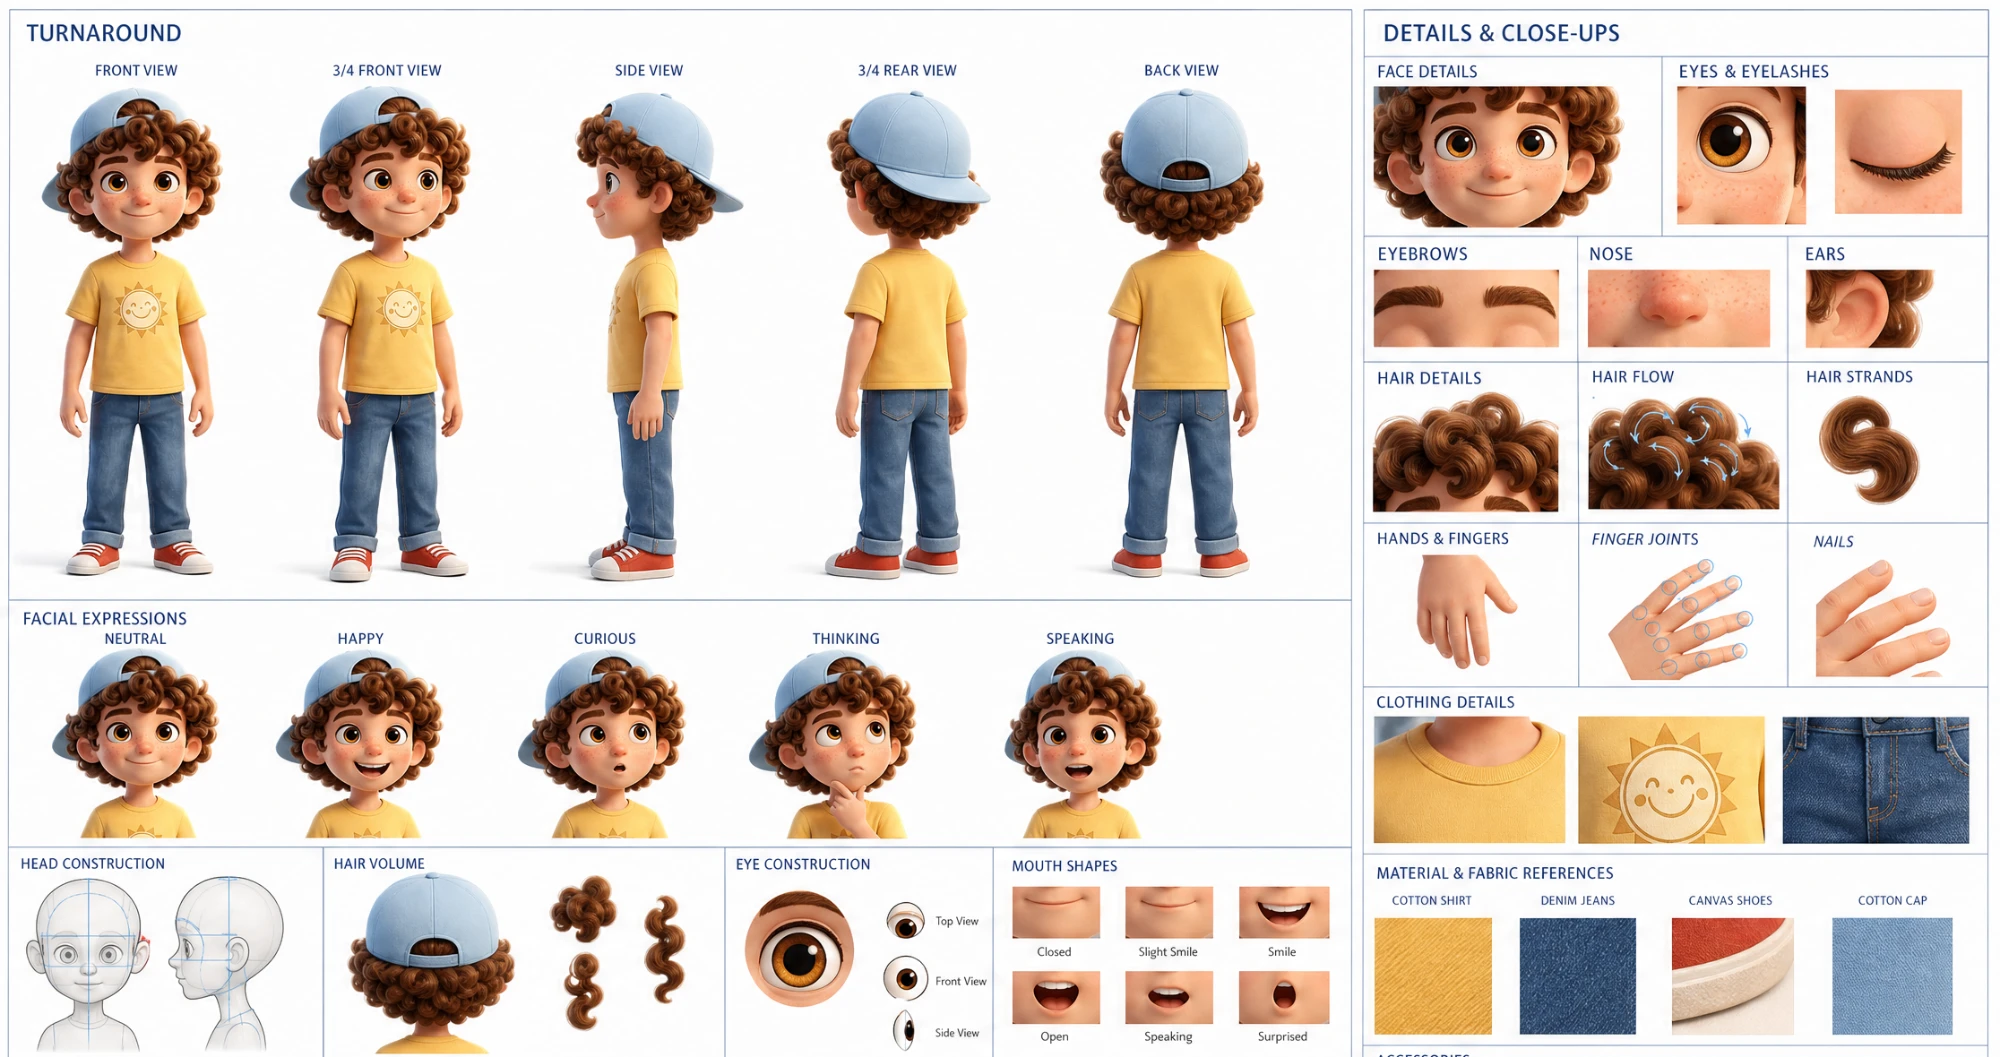 TURNAROUND
FRONT VIEW
3/4 FRONT VIEW
SIDE VIEW
3/4 REAR VIEW
BACK VIEW
FACIAL EXPRESSIONS
NEUTRAL
HAPPY
CURIOUS
THINKING
SPEAKING
HEAD CONSTRUCTION
HAIR VOLUME
EYE CONSTRUCTION
Top View
Front View
Side View
MOUTH SHAPES
Closed
Slight Smile
Smile
Open
Speaking
Surprised
DETAILS & CLOSE-UPS
FACE DETAILS
EYES & EYELASHES
EYEBROWS
NOSE
EARS
HAIR DETAILS
HAIR FLOW
HAIR STRANDS
HANDS & FINGERS
FINGER JOINTS
NAILS
CLOTHING DETAILS
MATERIAL & FABRIC REFERENCES
COTTON SHIRT
DENIM JEANS
CANVAS SHOES
COTTON CAP
ACCESSORIES